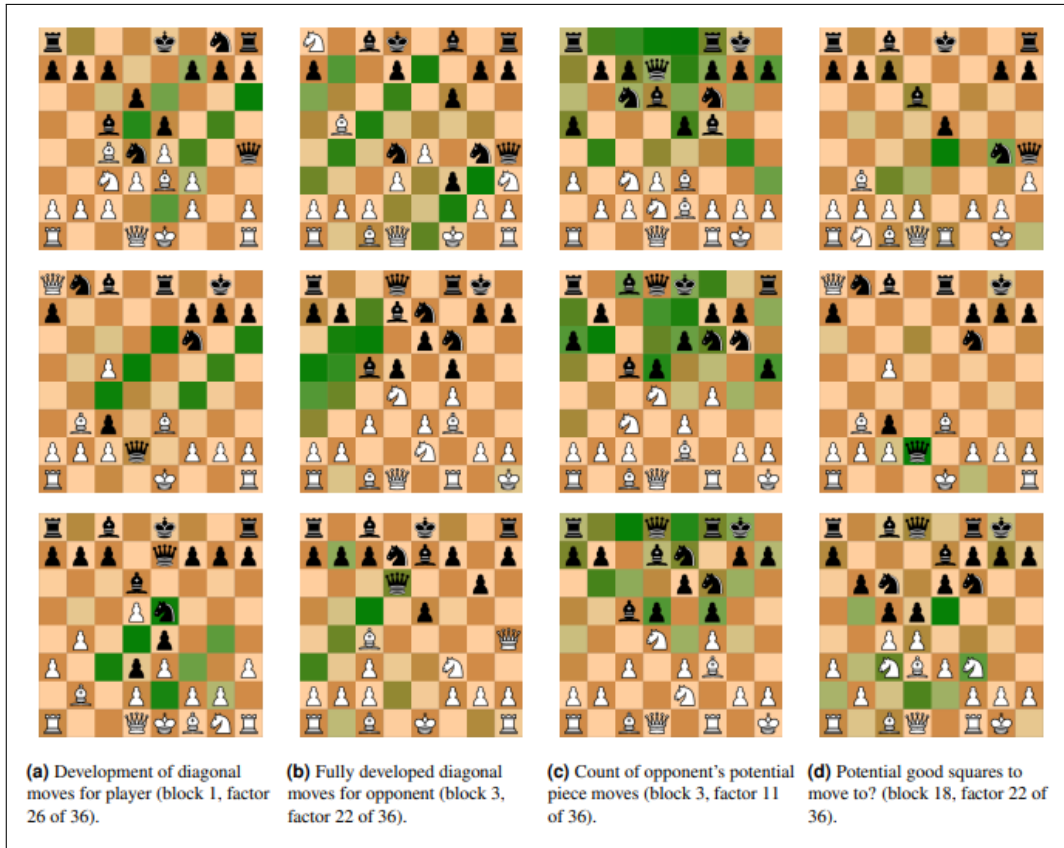 (a) Development of diagonal
moves for player (block 1, factor
26 of 36).
(b) Fully developed diagonal
moves for opponent (block 3,
factor 22 of 36).
(c) Count of opponent's potential
piece moves (block 3, factor 11
of 36).
(d) Potential good squares to
move to? (block 18, factor 22 of
36).